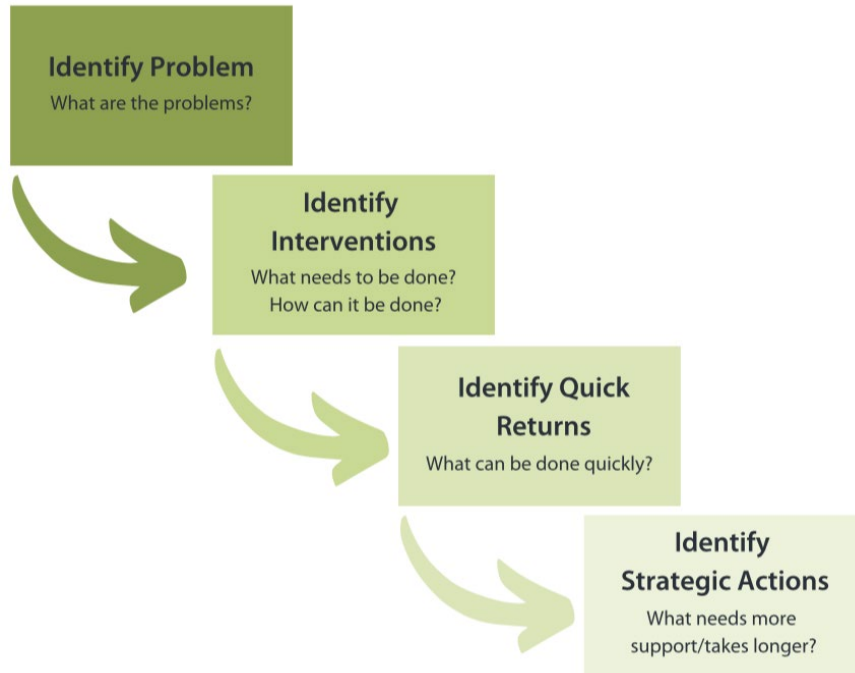 Identify Problem
What are the problems?
Identify
Interventions
What needs to be done?
How can it be done?
Identify Quick
Returns
What can be done quickly?
Identify
Strategic Actions
What needs more
support/takes longer?